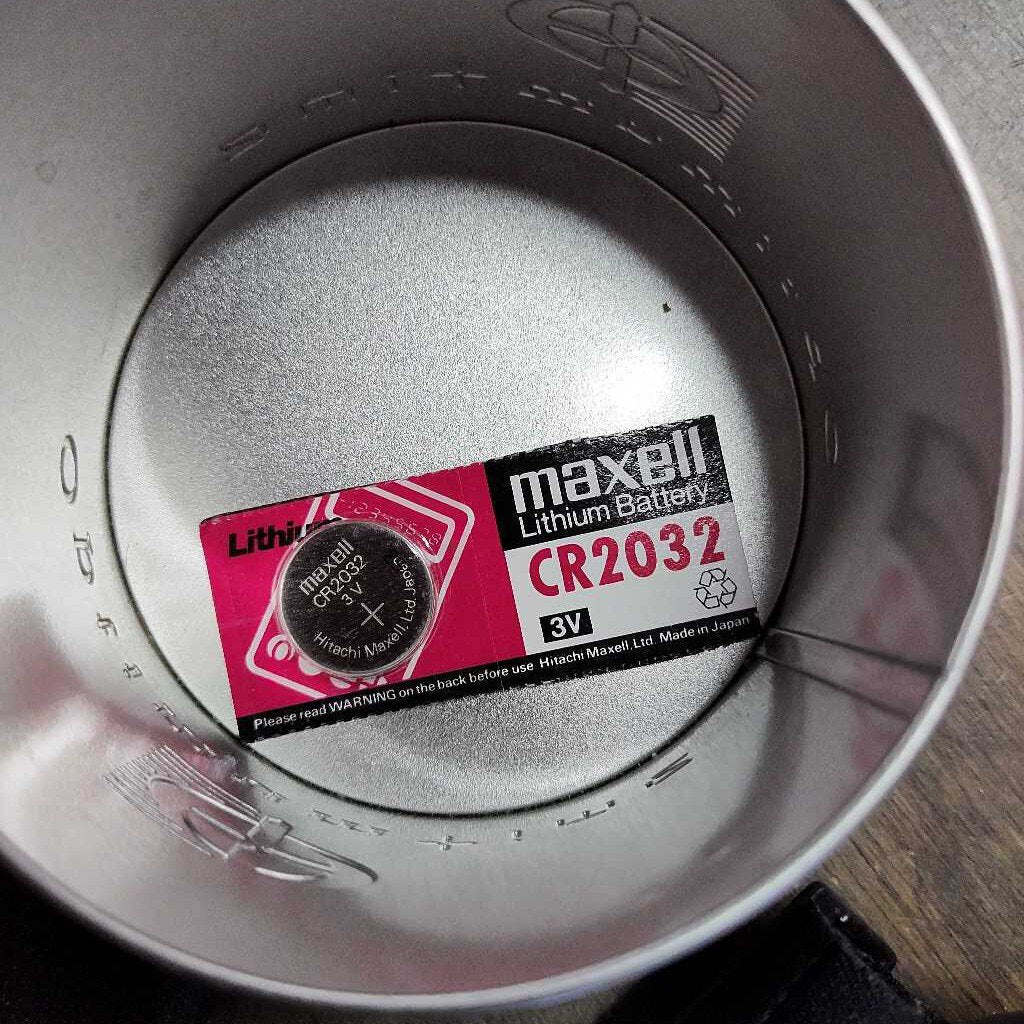 Lithium
maxell
CR2032
3V
+
Hitachi Maxell, Ltd.
maxell
Lithium Battery
CR2032
3V
Please read WARNING on the back before use Hitachi Maxell, Ltd. Made in Japan